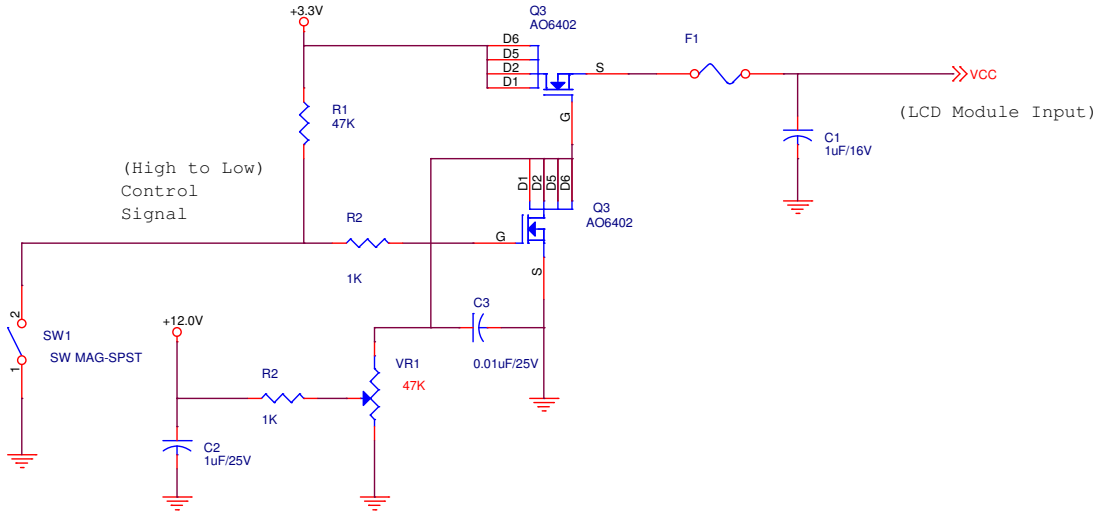 +3.3V
Q3
AO6402
D6
D5
D2
D1
S
G
F1
VCC
(LCD Module Input)
R1
47K
C1
1uF/16V
(High to Low)
Control
Signal
D1
D2
D5
D6
Q3
AO6402
R2
1K
G
S
2
SW1
SW MAG-SPST
1
+12.0V
C3
0.01uF/25V
VR1
47K
R2
1K
C2
1uF/25V